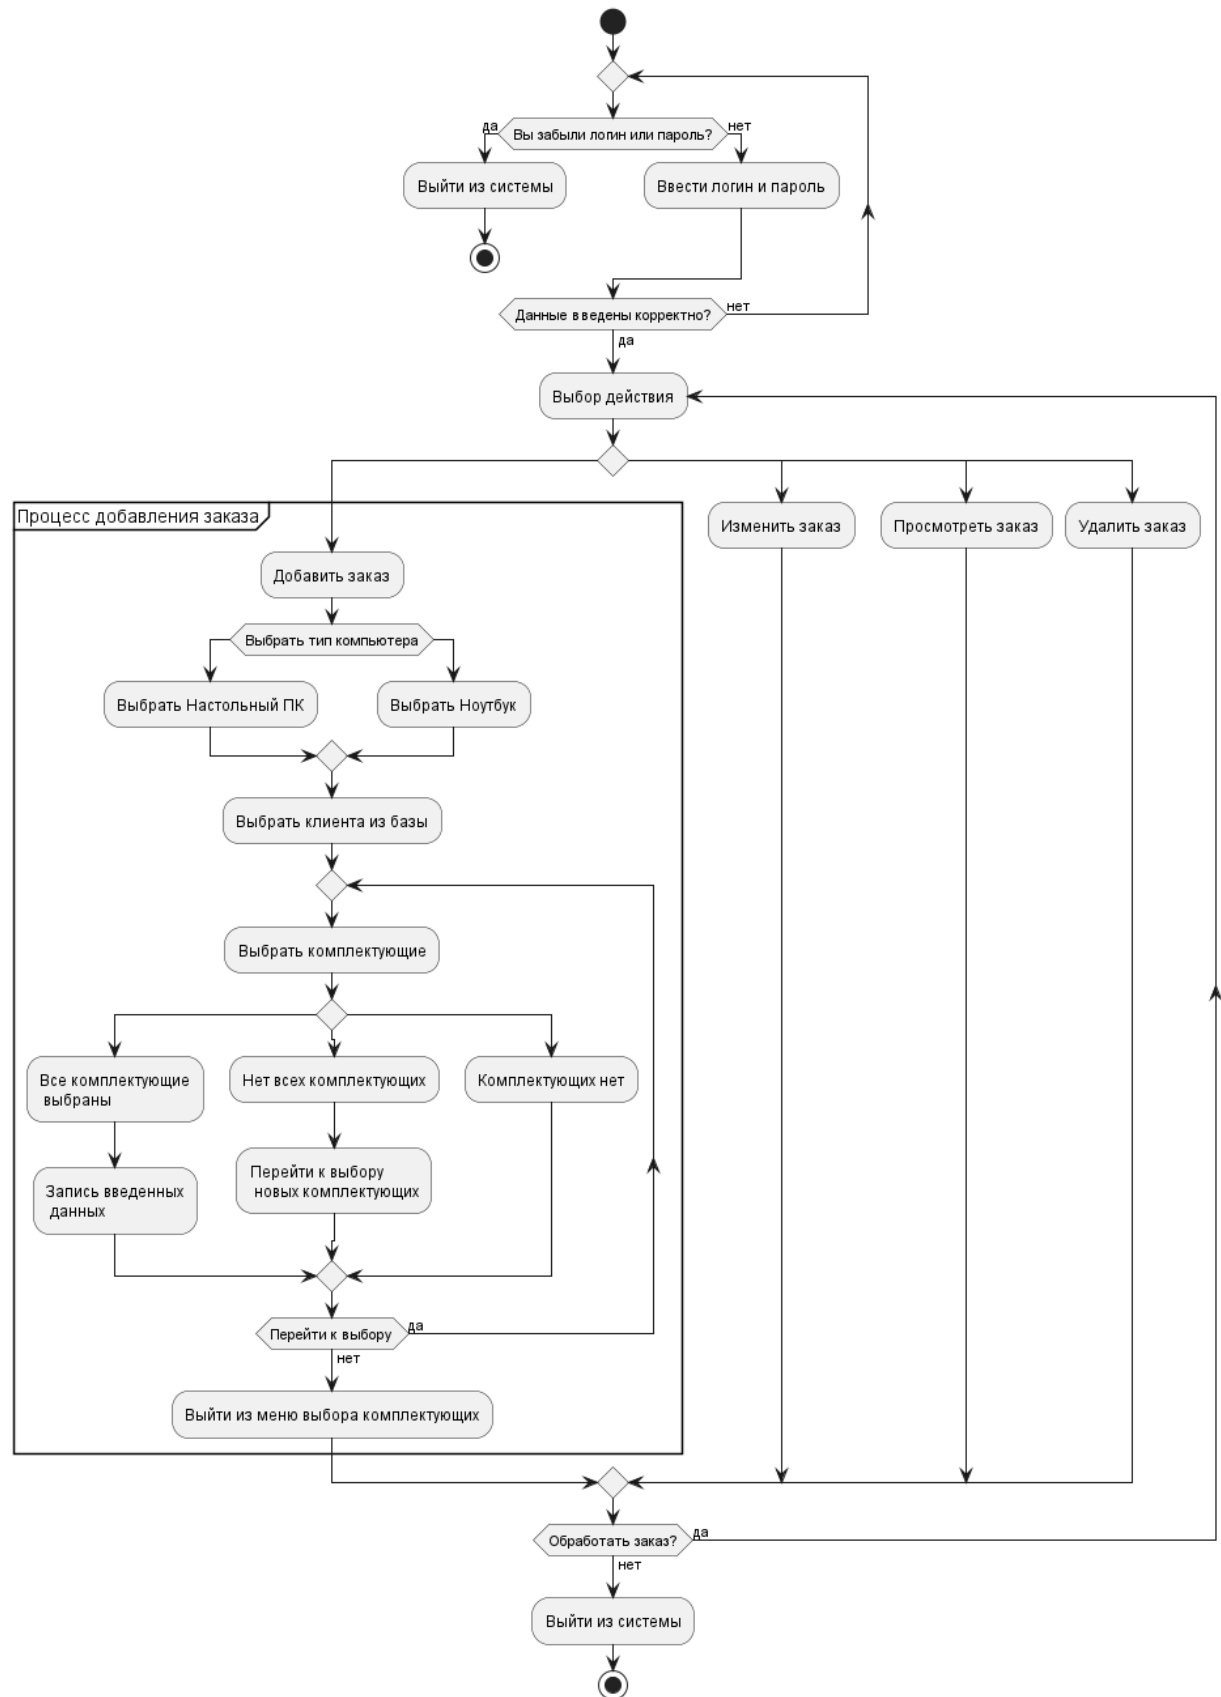 да
Вы забыли логин или пароль?
нет
Выйти из системы
Ввести логин и пароль
Данные введены корректно?
нет
да
Выбор действия
Процесс добавления заказа
Изменить заказ
Просмотреть заказ
Удалить заказ
Добавить заказ
Выбрать тип компьютера
Выбрать Настольный ПК
Выбрать Ноутбук
Выбрать клиента из базы
Выбрать комплектующие
Все комплектующие
выбраны
Нет всех комплектующих
Комплектующих нет
Запись введенных
данных
Перейти к выбору
новых комплектующих
Перейти к выбору
да
нет
Выйти из меню выбора комплектующих
Обработать заказ?
да
нет
Выйти из системы